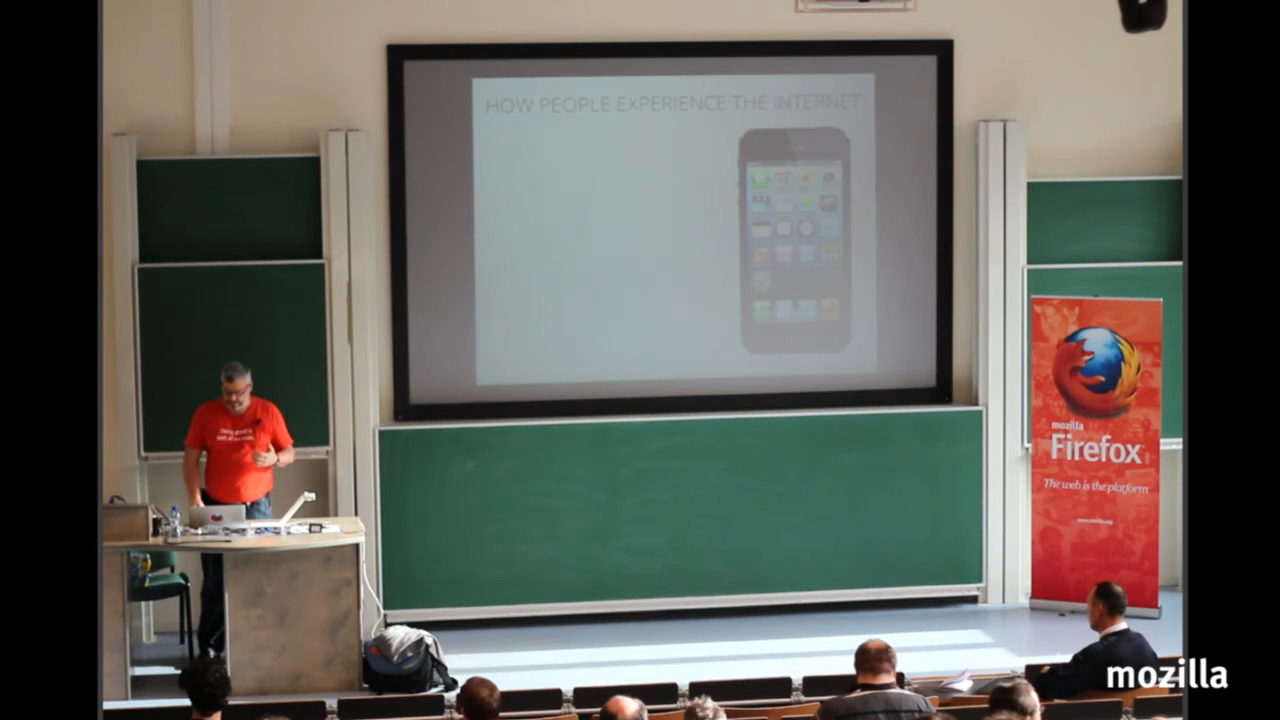 HOW PEOPLE EXPERIENCE THE INTERNET
mozilla
Firefox
The web is the platform
mozilla